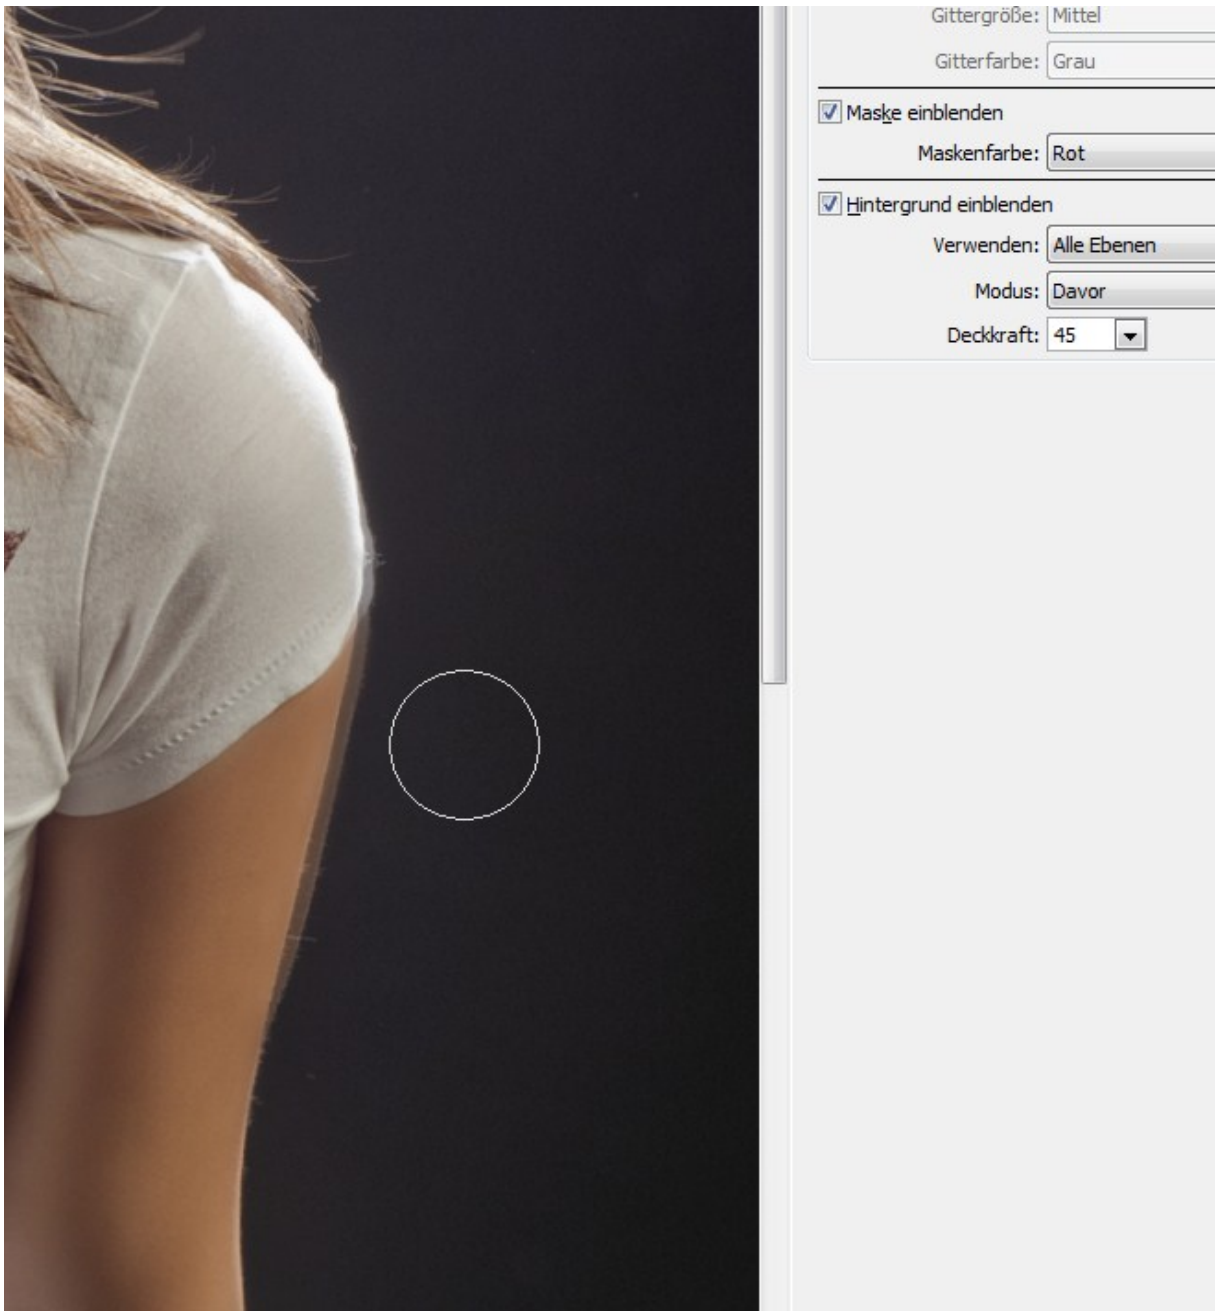 Gittergröße: Mittel
Gitterfarbe: Grau
Maske einblenden
Maskenfarbe: Rot
Hintergrund einblenden
Verwenden: Alle Ebenen
Modus: Davor
Deckkraft: 45